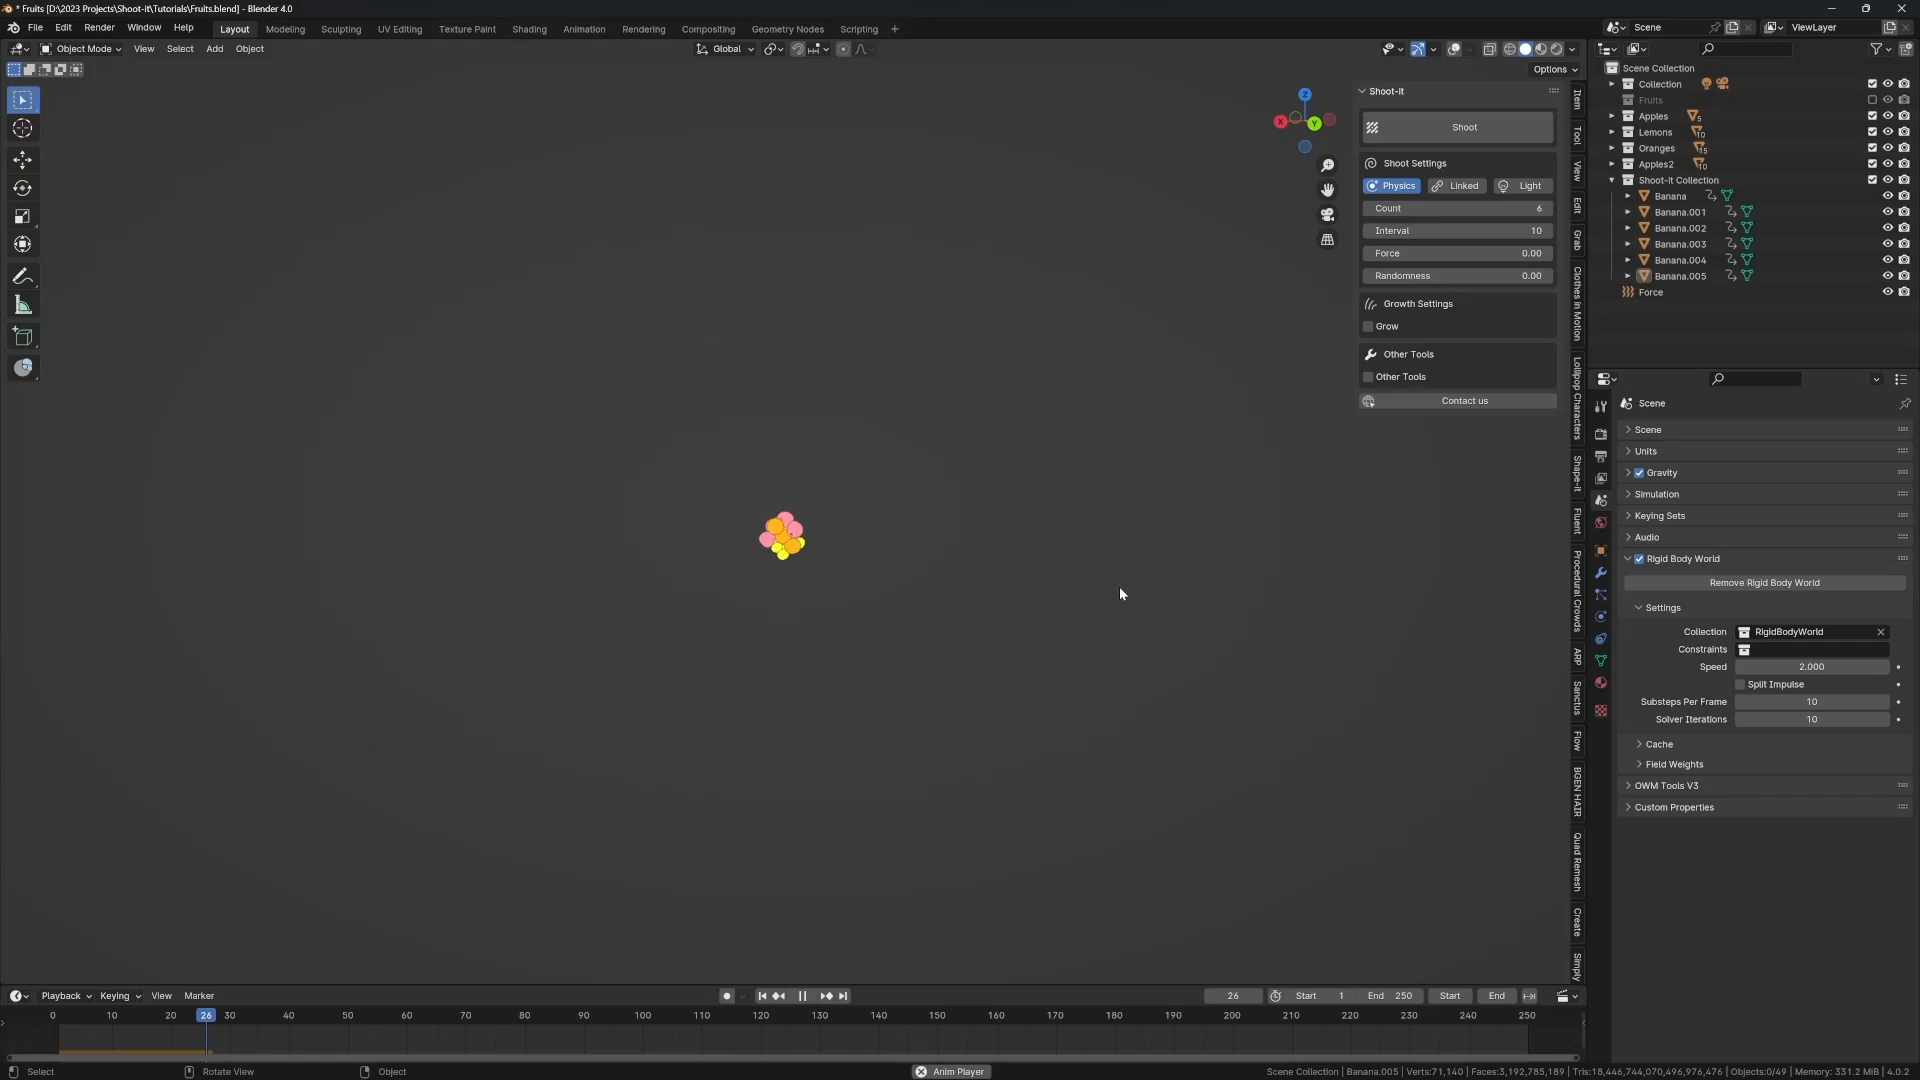 * Fruits [D:\2023 Projects\Shoot-It\Tutorials\Fruits.blend] - Blender 4.0
File Edit Render Window Help Layout Modeling Sculpting UV Editing Texture Paint Shading Animation Rendering Compositing Geometry Nodes Scripting + Scene ViewLayer
Object Mode View Select Add Object Global
Options
Shoot-It
Shoot
Shoot Settings
Physics Linked Light
Count 6
Interval 10
Force 0.00
Randomness 0.00
Growth Settings
Grow
Other Tools
Other Tools
Contact us
Z
X Y
Item
Tool
View
Edit
Grab
Clothes In Motion
Lollipop Characters
Shape-It
Fluent
Procedural Crowds
ARP
Sanctus
Flow
BGEN HAIR
Quad Remesh
Create
Simply
Scene Collection
Collection
Fruits
Apples 5
Lemons 10
Oranges 15
Apples2 10
Shoot-It Collection
Banana
Banana.001
Banana.002
Banana.003
Banana.004
Banana.005
Force
Scene
Scene
Units
Gravity
Simulation
Keying Sets
Audio
Rigid Body World
Remove Rigid Body World
Settings
Collection RigidBodyWorld
Constraints
Speed 2.000
Split Impulse
Substeps Per Frame 10
Solver Iterations 10
Cache
Field Weights
OWM Tools V3
Custom Properties
Playback Keying View Marker 26 Start 1 End 250 Start End
0 10 20 26 30 40 50 60 70 80 90 100 110 120 130 140 150 160 170 180 190 200 210 220 230 240 250
Select Rotate View Object Anim Player Scene Collection | Banana.005 | Verts:71,140 | Faces:3,192,785,189 | Tris:18,446,744,070,496,976,476 | Objects:0/49 | Memory: 331.2 MiB | 4.0.2